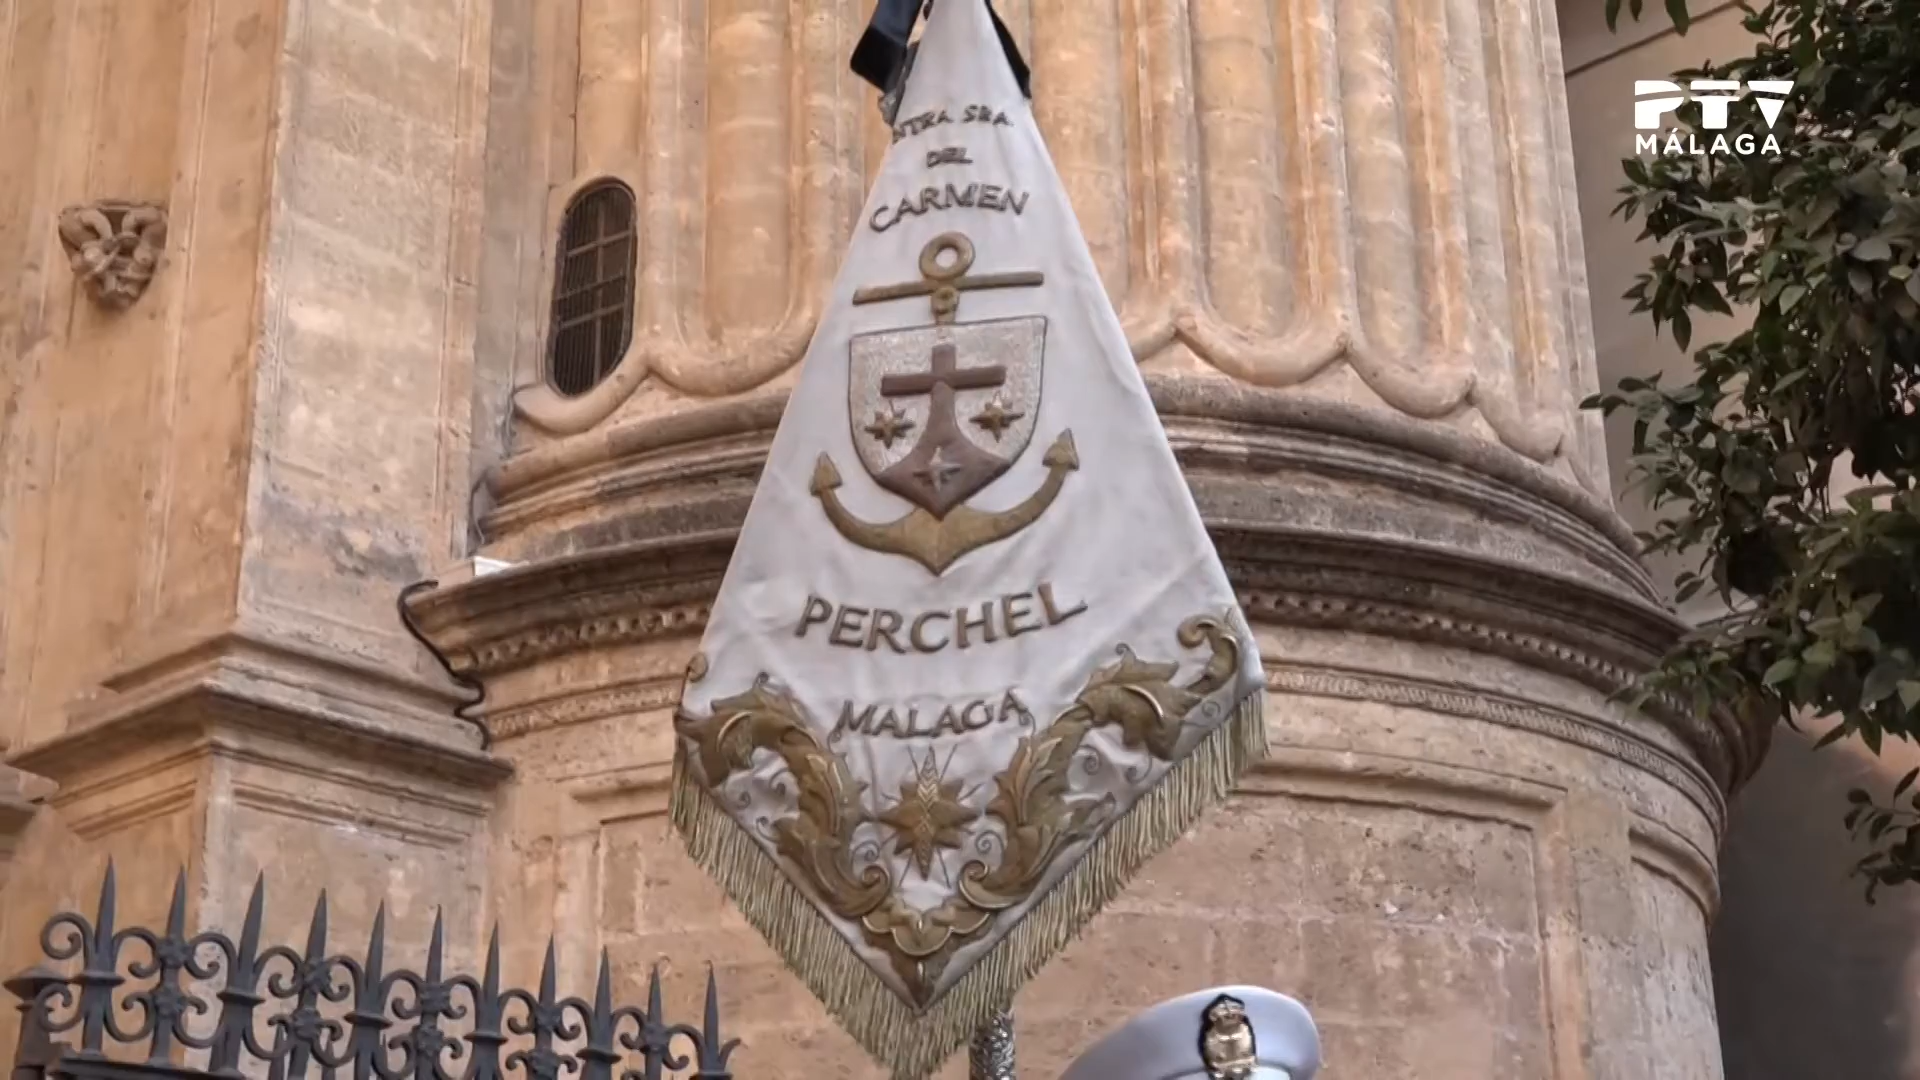 NTRA. SRA.
DEL
CARMEN
PERCHEL
MALAGA
PTV
MÁLAGA